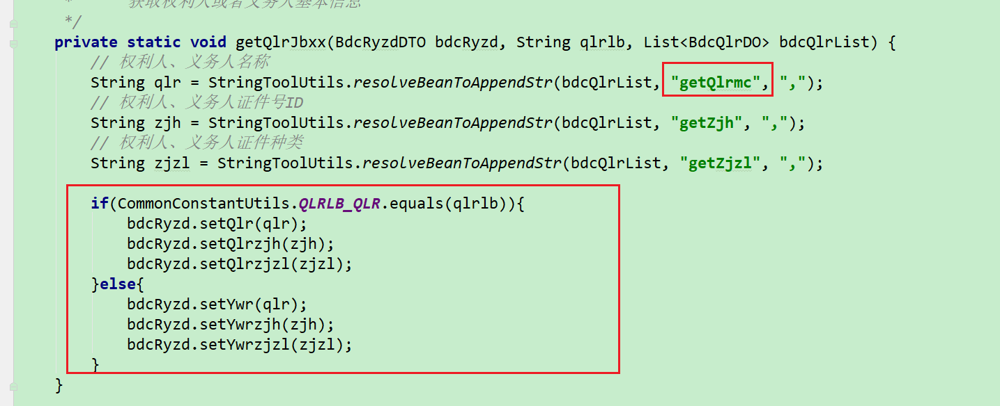 * 获取权利人或者义务人基本信息
*/
private static void getQlrJbxx(BdcRyzdDTO bdcRyzd, String qlrlb, List<BdcQlrDO> bdcQlrList) {
// 权利人、义务人名称
String qlr = StringToolUtils.resolveBeanToAppendStr(bdcQlrList, "getQlrmc", ",");
// 权利人、义务人证件号ID
String zjh = StringToolUtils.resolveBeanToAppendStr(bdcQlrList, "getZjh", ",");
// 权利人、义务人证件种类
String zjzl = StringToolUtils.resolveBeanToAppendStr(bdcQlrList, "getZjzl", ",");
if(CommonConstantUtils.QLRLB_QLR.equals(qlrlb)){
bdcRyzd.setQlr(qlr);
bdcRyzd.setQlrzjh(zjh);
bdcRyzd.setQlrzjzl(zjzl);
}else{
bdcRyzd.setYwr(qlr);
bdcRyzd.setYwrzjh(zjh);
bdcRyzd.setYwrzjzl(zjzl);
}
}